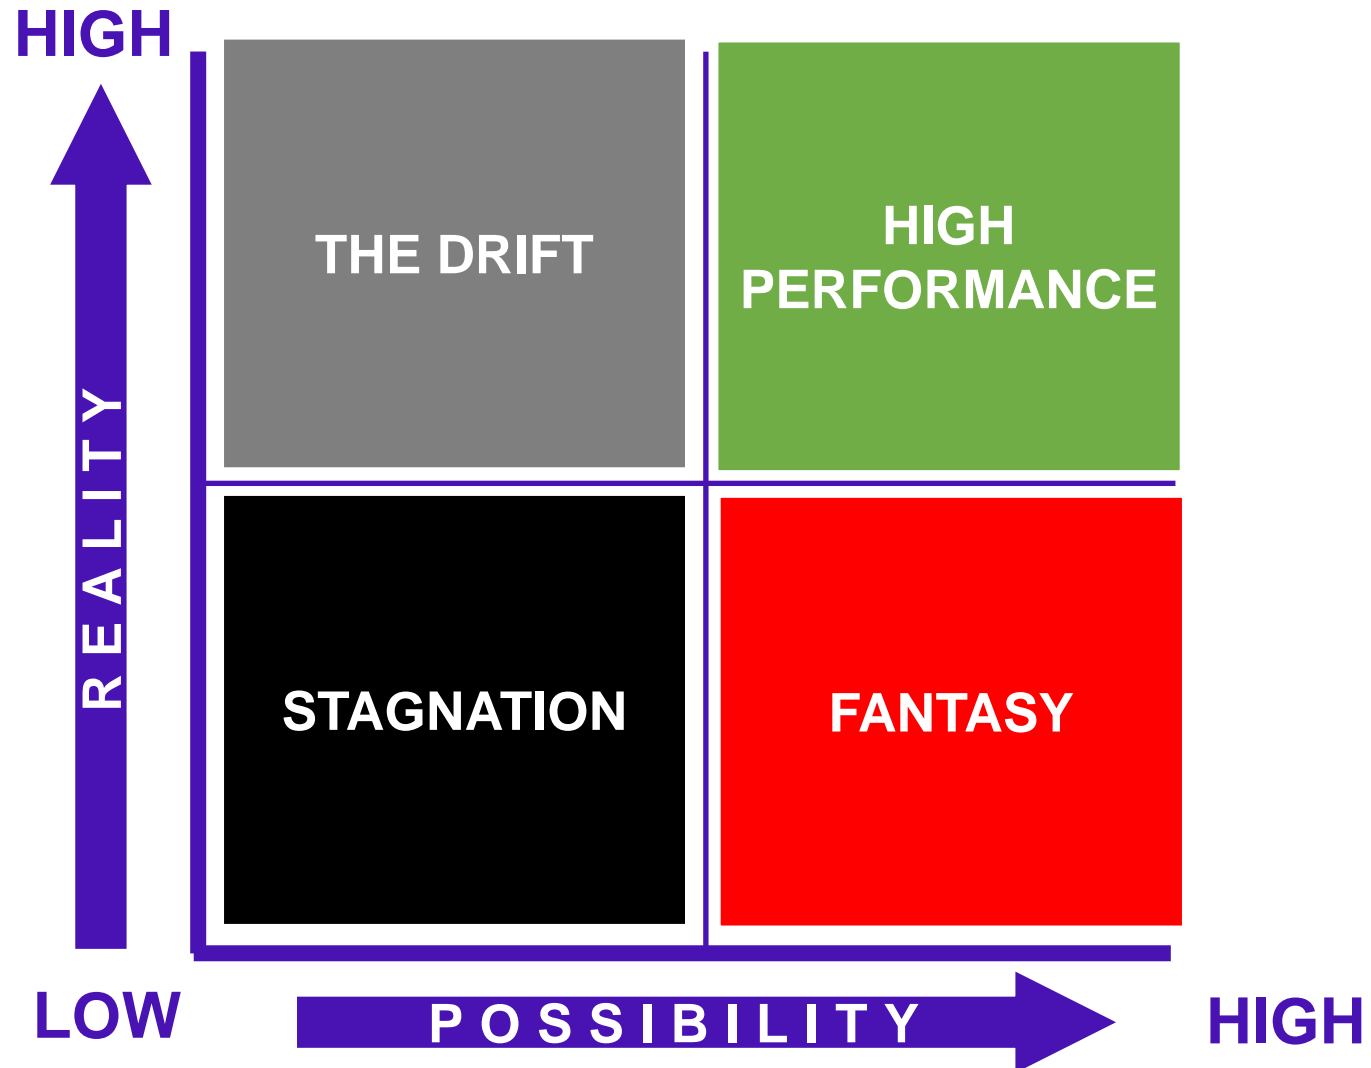 HIGH
THE DRIFT
HIGH
PERFORMANCE
REALITY
STAGNATION
FANTASY
LOW
POSSIBILITY
HIGH